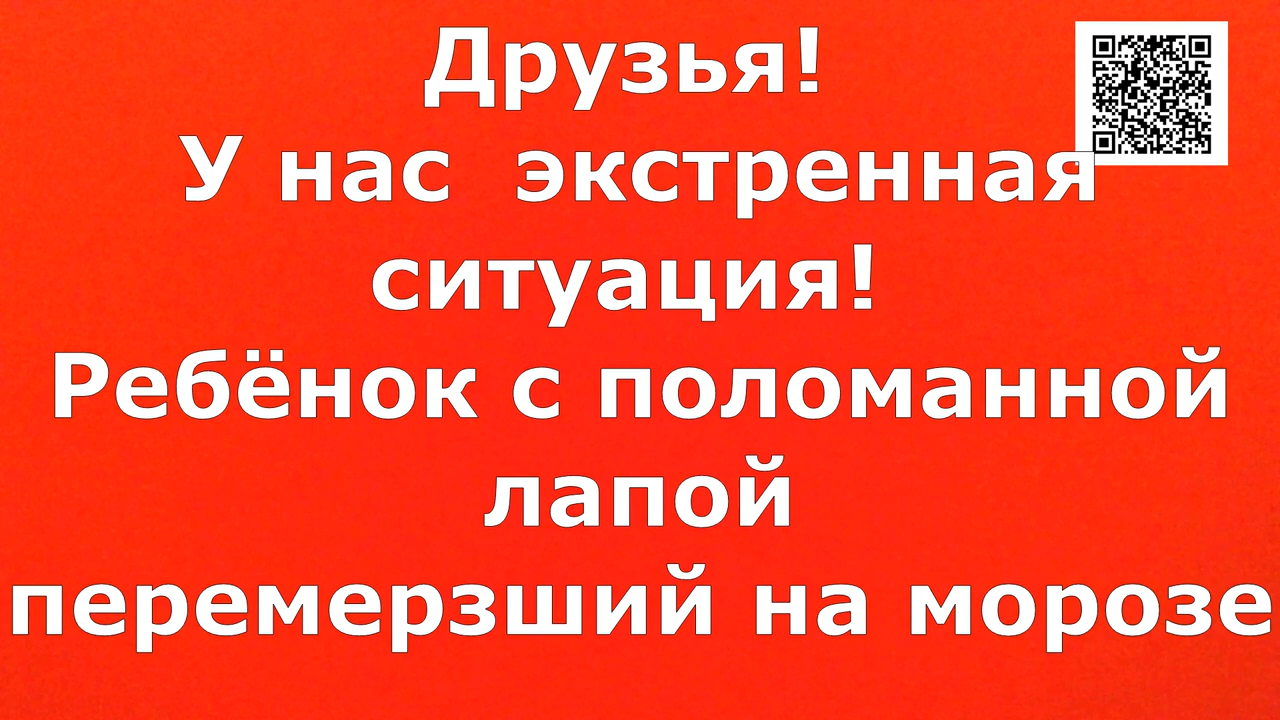 Друзья!
У нас экстренная
ситуация!
Ребёнок с поломанной
лапой
перемерзший на морозе